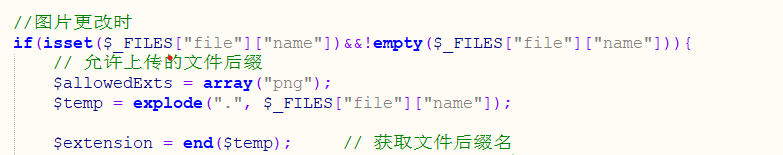 //图片更改时
if(isset($_FILES["file"]["name"])&&!empty($_FILES["file"]["name"])){
// 允许上传的文件后缀
$allowedExts = array("png");
$temp = explode(".", $_FILES["file"]["name"]);
$extension = end($temp); // 获取文件后缀名